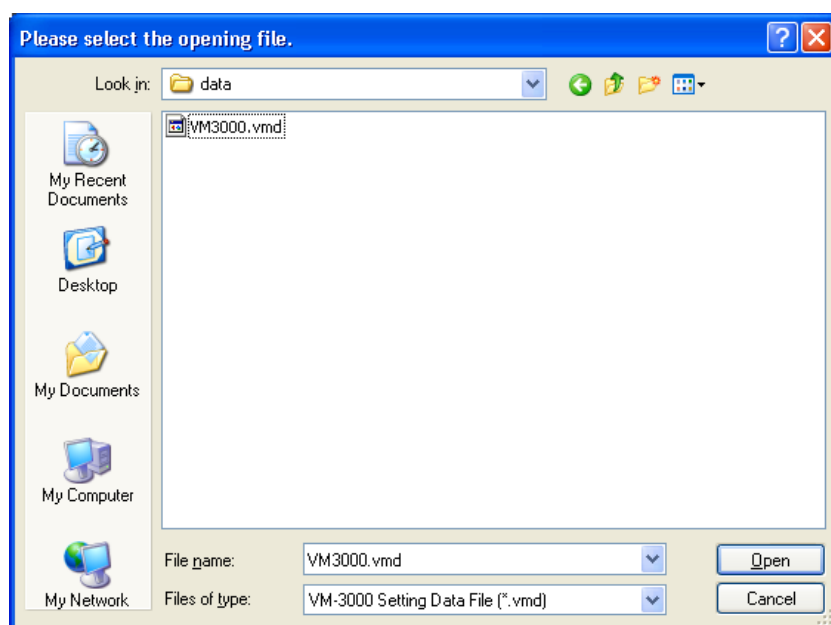 Please select the opening file.
Look in:
data
VM3000.vmd
My Recent
Documents
Desktop
My Documents
My Computer
My Network
File name:
VM3000.vmd
Open
Files of type:
VM-3000 Setting Data File (*.vmd)
Cancel